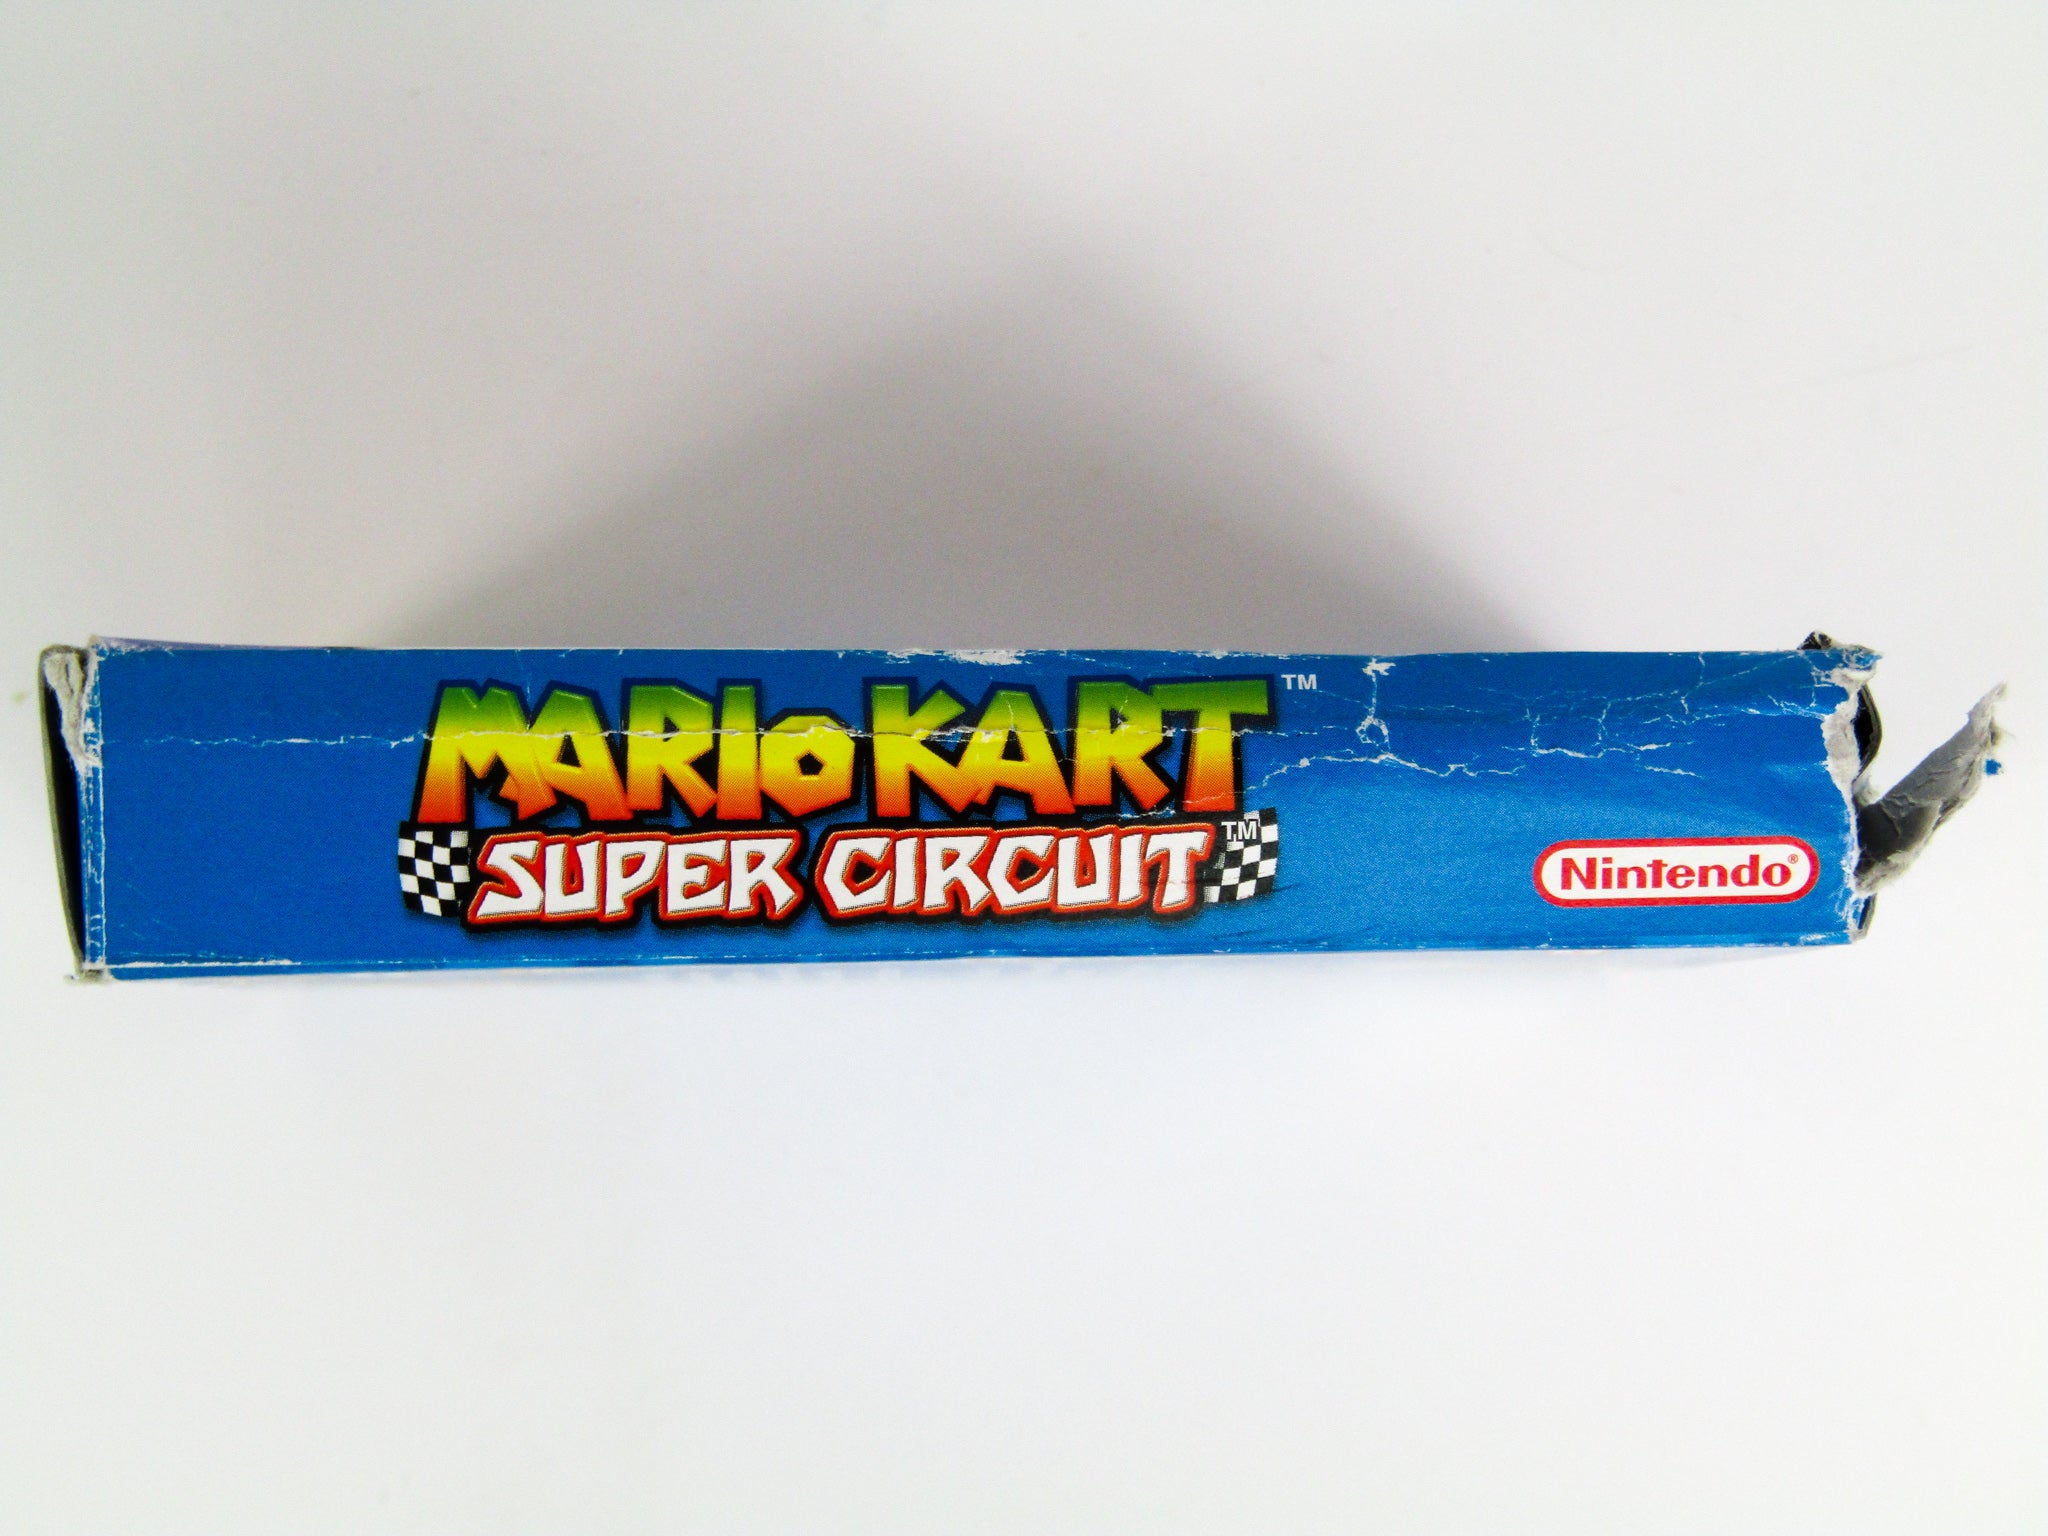 MARIO KART™
SUPER CIRCUIT™
Nintendo®